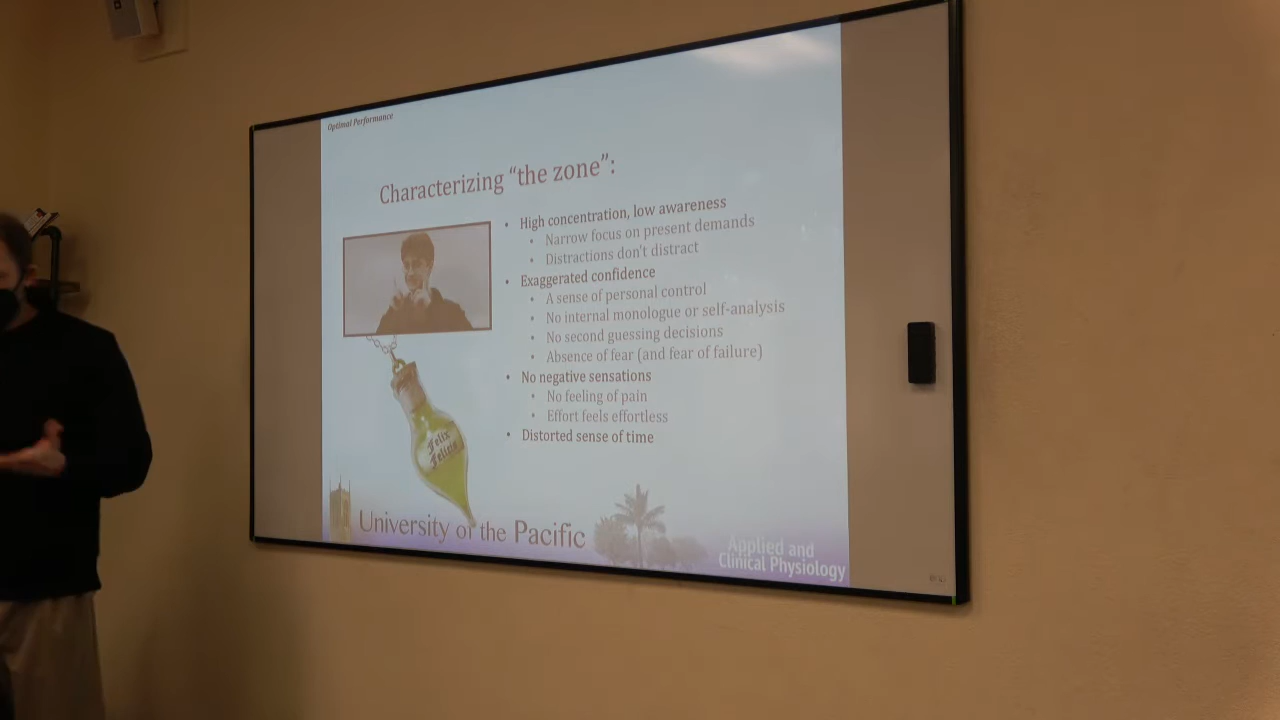 Optimal Performance
Characterizing “the zone”:
• High concentration, low awareness
• Narrow focus on present demands
• Distractions don’t distract
• Exaggerated confidence
• A sense of personal control
• No internal monologue or self-analysis
• No second guessing decisions
• Absence of fear (and fear of failure)
• No negative sensations
• No feeling of pain
• Effort feels effortless
• Distorted sense of time
Felix
Felicis
University of the Pacific
Applied and
Clinical Physiology